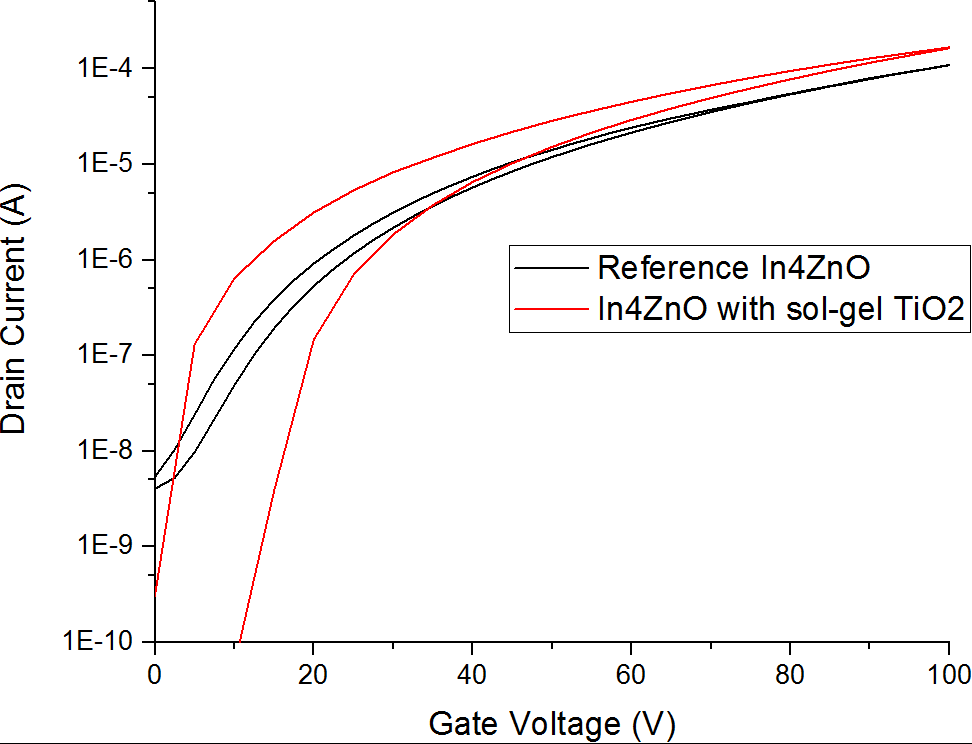 Drain Current (A)
1E-4
1E-5
1E-6
1E-7
1E-8
1E-9
1E-10
Reference In4ZnO
In4ZnO with sol-gel TiO2
0 20 40 60 80 100
Gate Voltage (V)